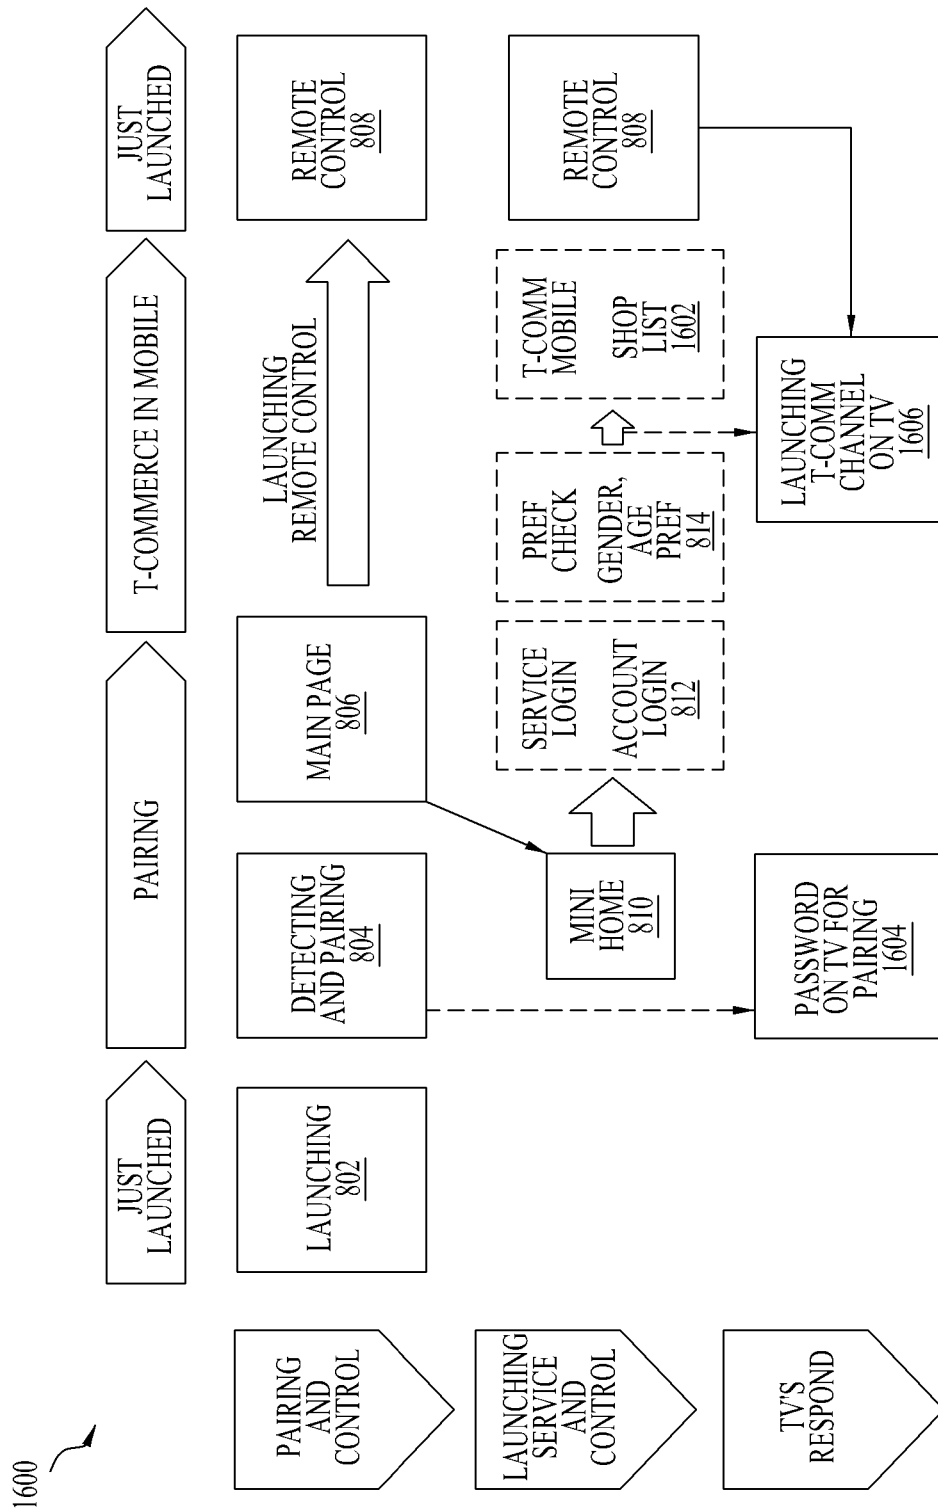 1600
JUST
LAUNCHED
PAIRING
T-COMMERCE IN MOBILE
JUST
LAUNCHED
PAIRING
AND
CONTROL
LAUNCHING
802
DETECTING
AND PAIRING
804
MAIN PAGE
806
LAUNCHING
REMOTE CONTROL
REMOTE
CONTROL
808
LAUNCHING
SERVICE
AND
CONTROL
MINI
HOME
810
SERVICE
LOGIN
ACCOUNT
LOGIN
812
PREF
CHECK
GENDER,
AGE
PREF
814
T-COMM
MOBILE
SHOP
LIST
1602
REMOTE
CONTROL
808
TV'S
RESPOND
PASSWORD
ON TV FOR
PAIRING
1604
LAUNCHING
T-COMM
CHANNEL
ON TV
1606